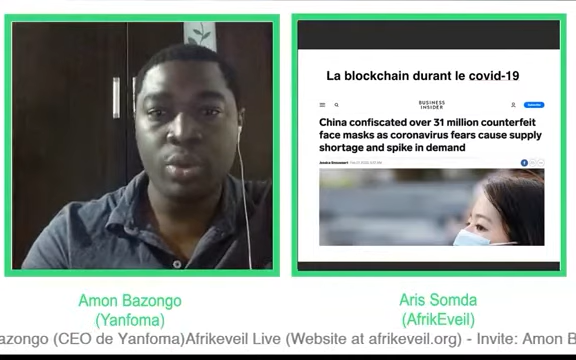 La blockchain durant le covid-19
BUSINESS
INSIDER
China confiscated over 31 million counterfeit
face masks as coronavirus fears cause supply
shortage and spike in demand
Amon Bazongo
(Yanfoma)
Aris Somda
(AfrikEveil)
azongo (CEO de Yanfoma)Afrikeveil Live (Website at afrikeveil.org) - Invite: Amon B